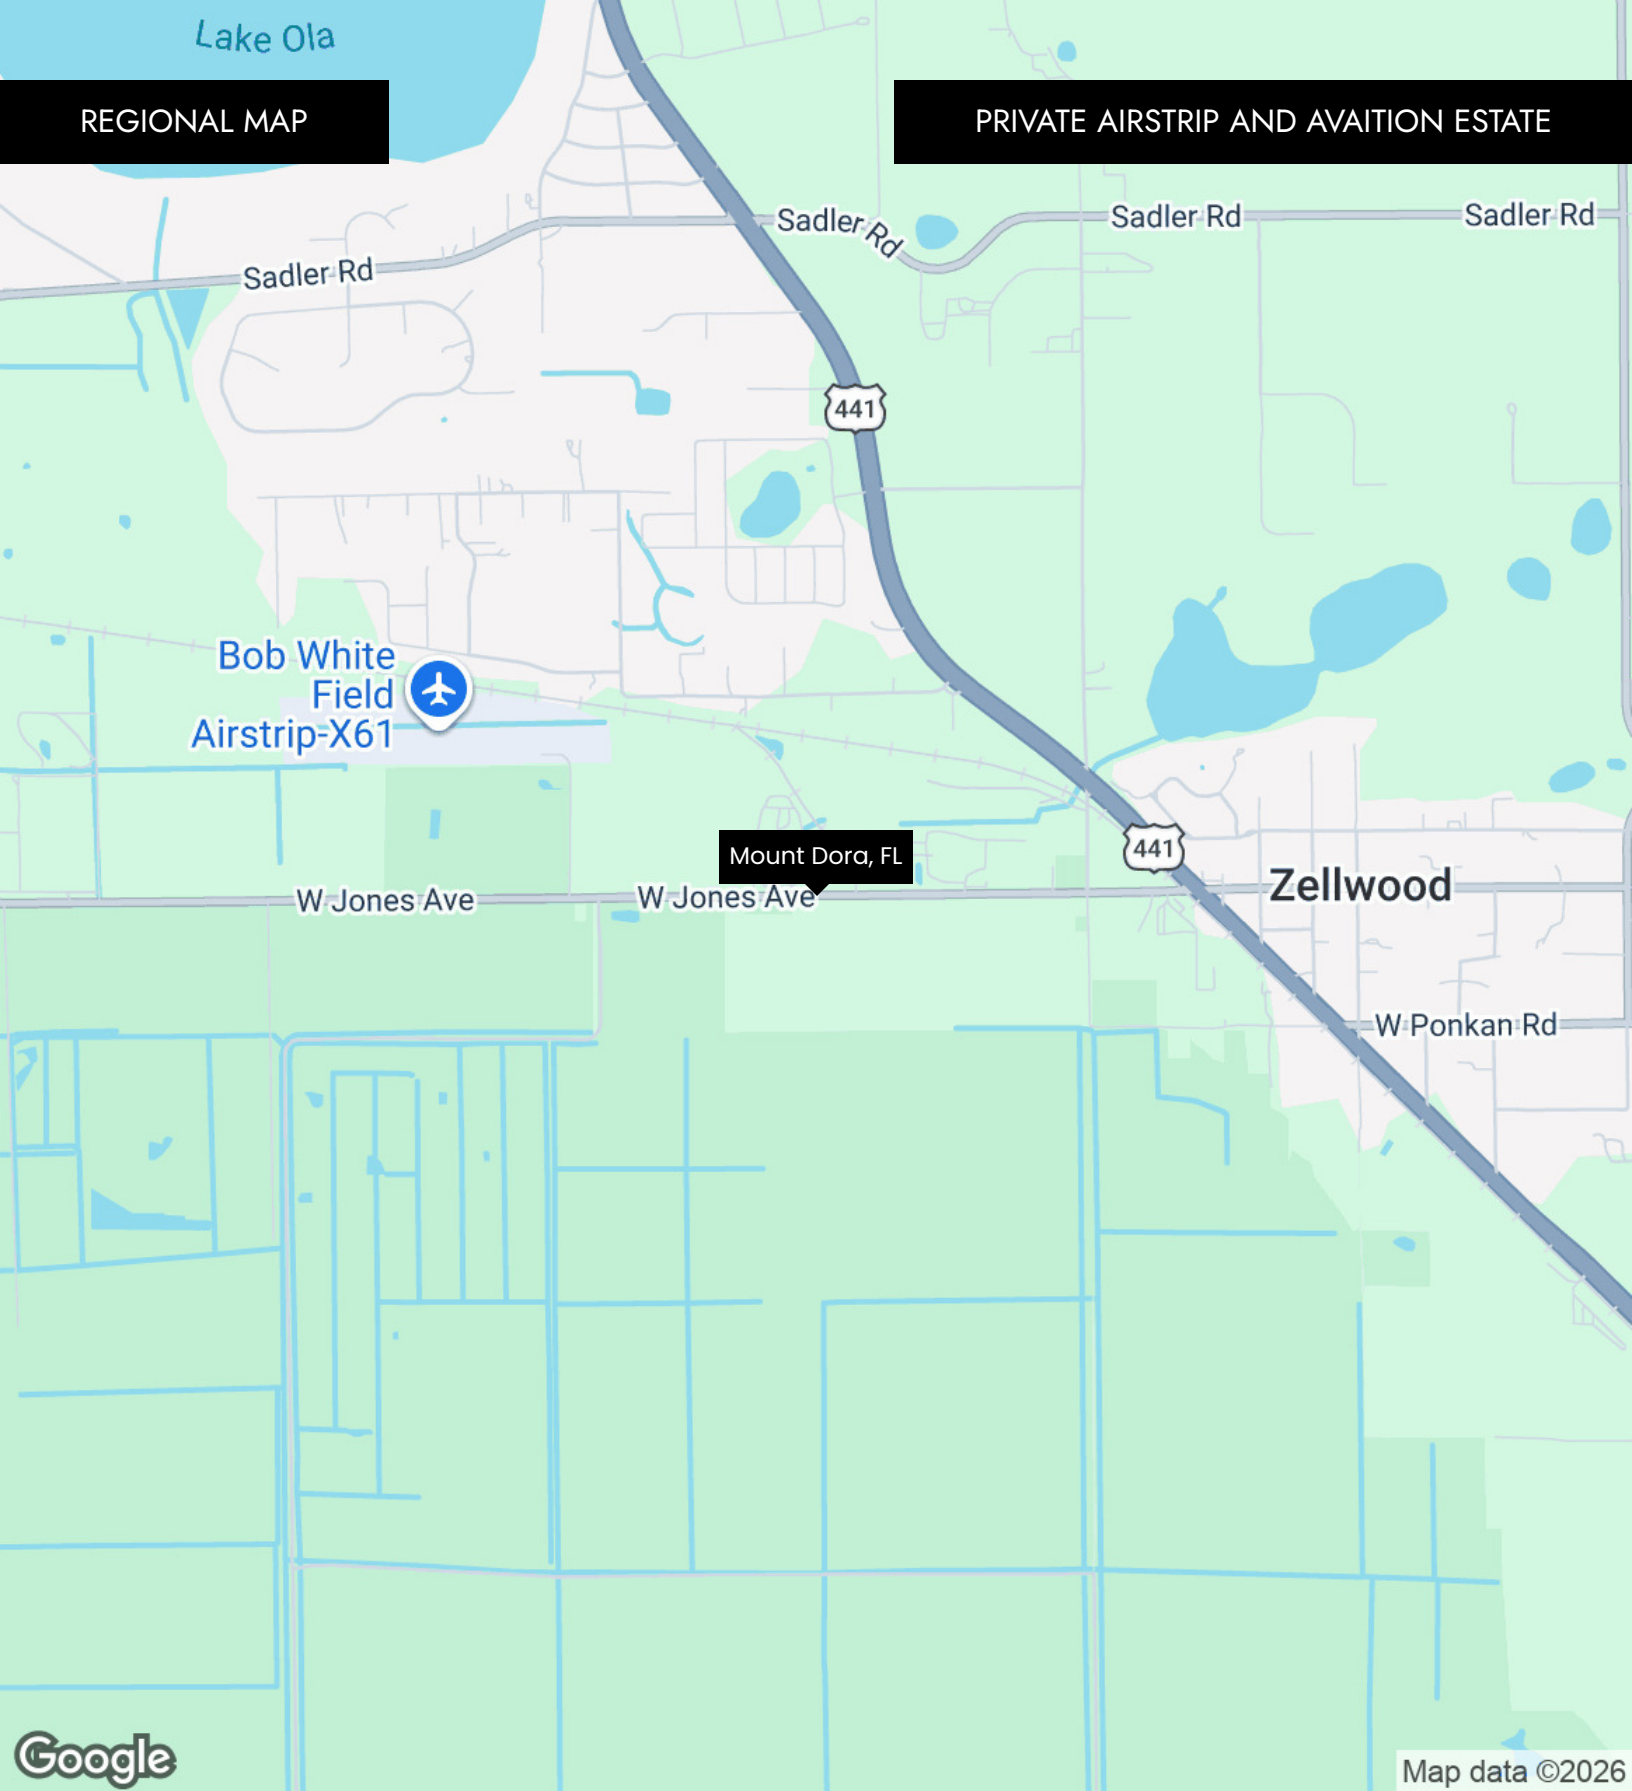 Lake Ola
REGIONAL MAP
PRIVATE AIRSTRIP AND AVAITION ESTATE
Sadler Rd
Sadler Rd
Sadler Rd
Sadler Rd
441
Bob White
Field
Airstrip-X61
441
Mount Dora, FL
Zellwood
W Jones Ave
W Jones Ave
W Ponkan Rd
Google
Map data ©2026